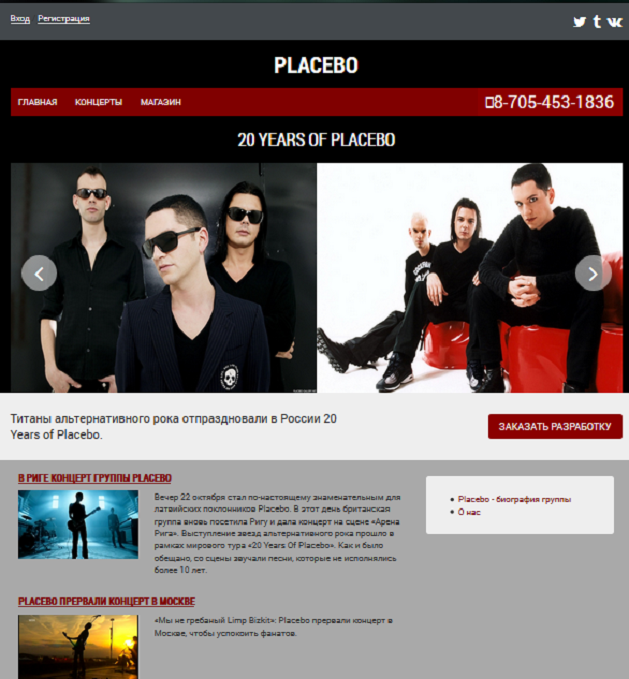 Вход Регистрация
PLACEBO
ГЛАВНАЯ КОНЦЕРТЫ МАГАЗИН 8-705-453-1836
20 YEARS OF PLACEBO
Титаны альтернативного рока отпраздновали в России 20
Years of Placebo.
ЗАКАЗАТЬ РАЗРАБОТКУ
В РИГЕ КОНЦЕРТ ГРУППЫ PLACEBO
Вечер 22 октября стал по-настоящему знаменательным для
латвийских поклонников Placebo. В этот день британская
группа вновь посетила Ригу и дала концерт на сцене «Арена
Рига». Выступление звезд альтернативного рока прошло в
рамках мирового тура «20 Years Of Placebo». Как и было
обещано, со сцены звучали песни, которые не исполнялись
более 10 лет.
Placebo - биография группы
О нас
PLACEBO ПРЕРВАЛИ КОНЦЕРТ В МОСКВЕ
«Мы не гребаный Limp Bizkit»: Placebo прервали концерт в
Москве, чтобы успокоить фанатов.